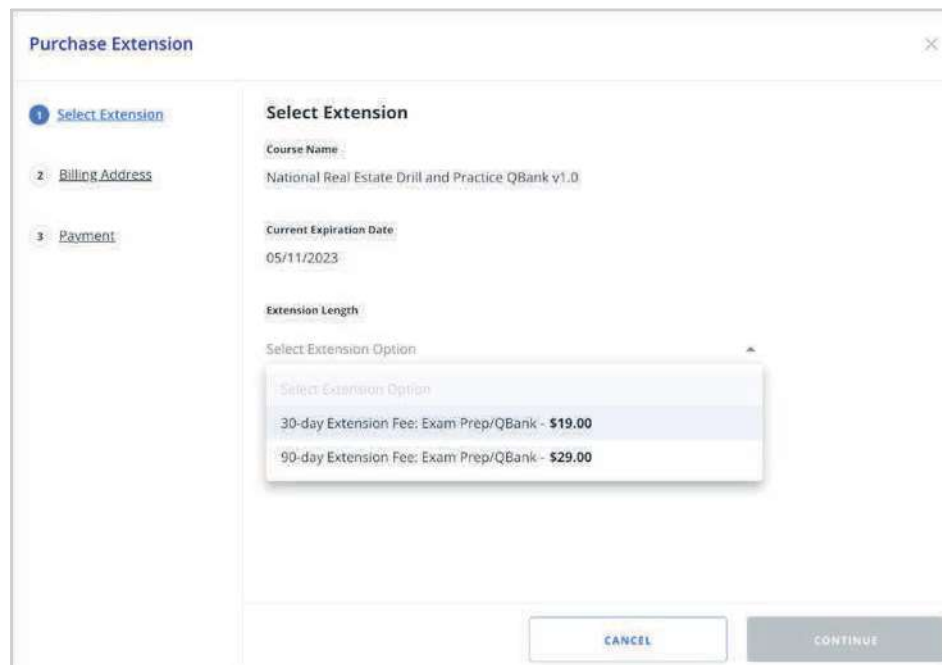 Purchase Extension
1 Select Extension
2 Billing Address
3 Payment
Select Extension
Course Name
National Real Estate Drill and Practice QBank v1.0
Current Expiration Date
05/11/2023
Extension Length
Select Extension Option
Select Extension Option
30-day Extension Fee: Exam Prep/QBank - $19.00
90-day Extension Fee: Exam Prep/QBank - $29.00
CANCEL
CONTINUE